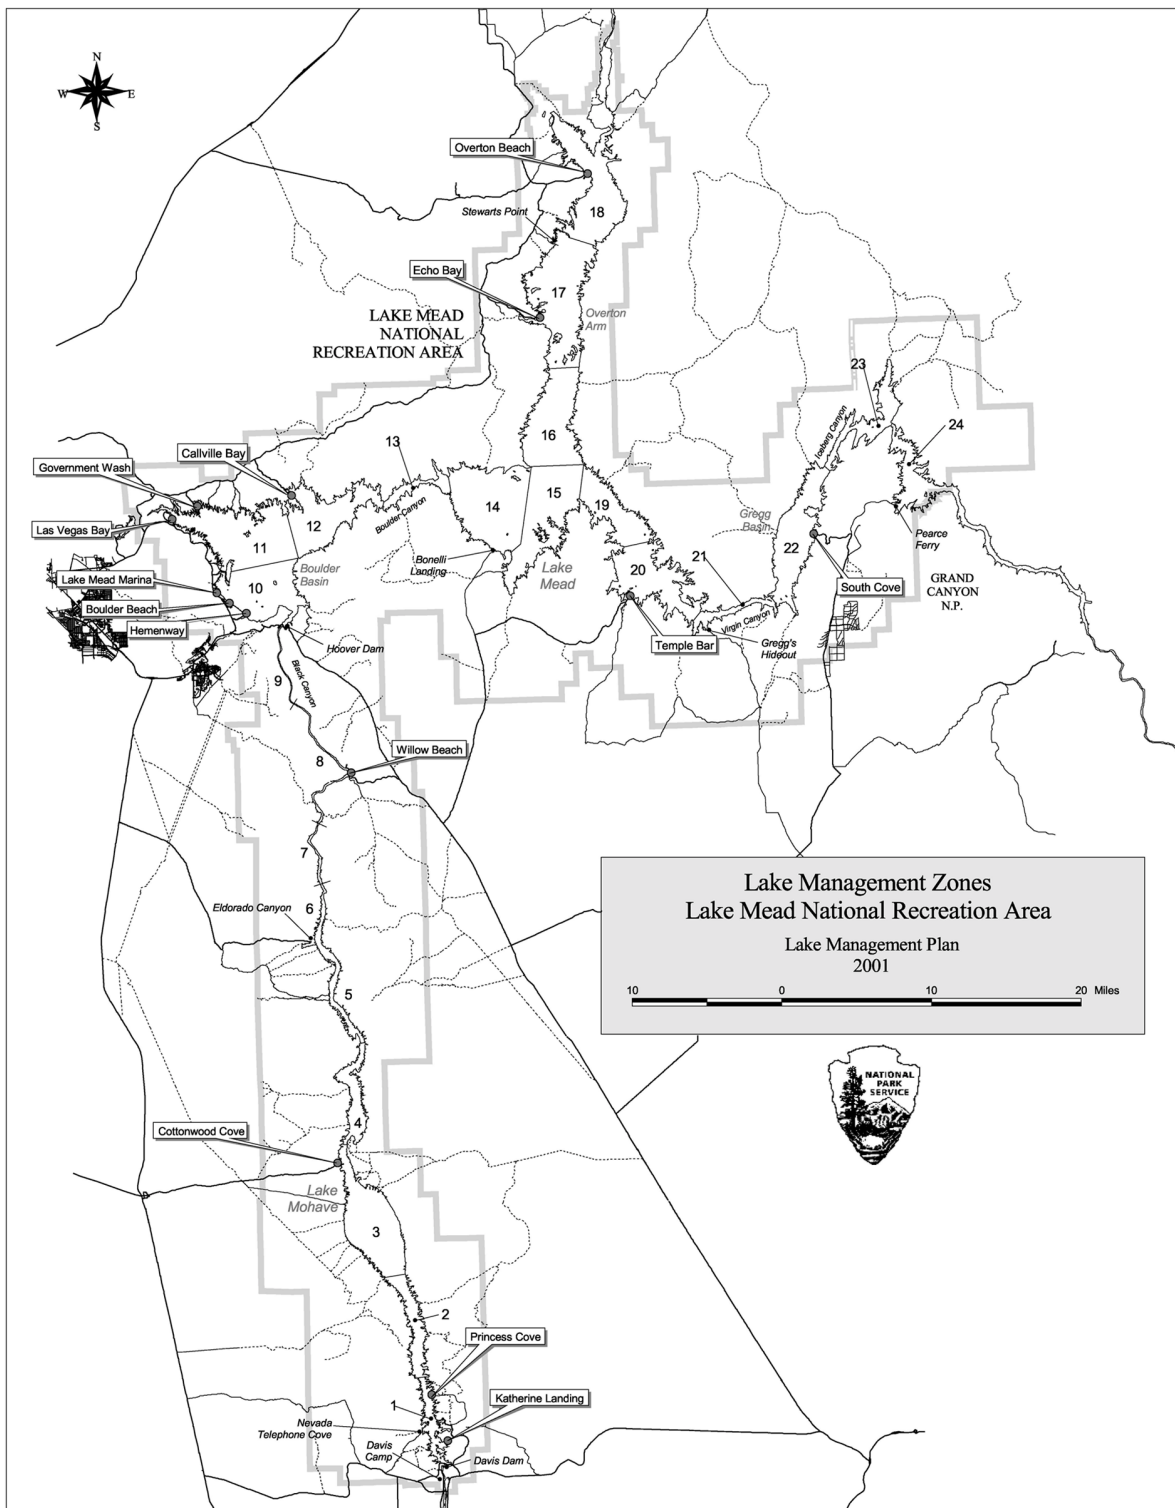 N
W
E
S
Overton Beach
Stewarts Point
18
Echo Bay
17
Overton
Arm
LAKE MEAD
NATIONAL
RECREATION AREA
23
Iceberg Canyon
24
16
13
Callville Bay
Government Wash
Las Vegas Bay
12
Boulder Canyon
14
15
19
Gregg
Basin
11
Boulder
Basin
Bonelli
Landing
Lake
Mead
20
21
22
Pearce
Ferry
Lake Mead Marina
10
Boulder Beach
Hemenway
Hoover Dam
South Cove
GRAND
CANYON
N.P.
Virgin Canyon
Temple Bar
Gregg's
Hideout
9
Black Canyon
Willow Beach
8
7
Eldorado Canyon
6
5
Lake Management Zones
Lake Mead National Recreation Area
Lake Management Plan
2001
10 0 10 20 Miles
NATIONAL
PARK
SERVICE
4
Cottonwood Cove
Lake
Mohave
3
2
Princess Cove
Katherine Landing
1
Nevada
Telephone Cove
Davis
Camp
Davis Dam